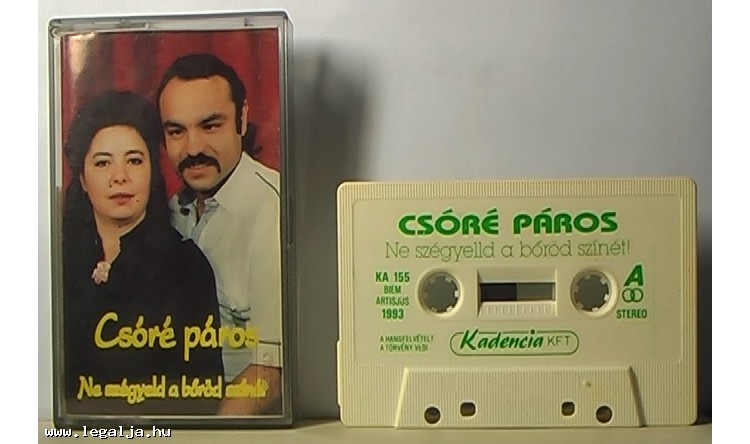 Csóré páros
Ne szégyeld a bőröd színét
www.legalja.hu
CSÓRÉ PÁROS
Ne szégyelld a bőröd színét!
KA 155
BIEM
ARTISJUS
1993
A
STEREO
A HANGFELVÉTELT
A TÖRVÉNY VÉDI
Kadencia KFT